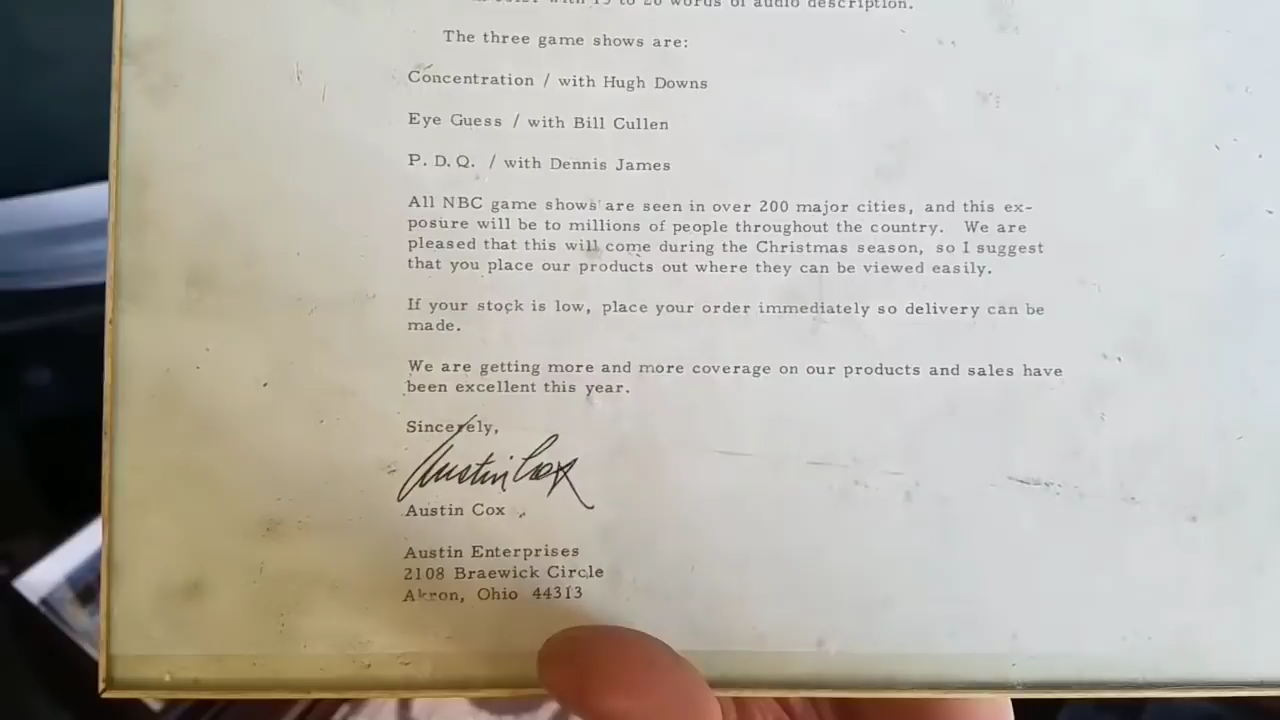 words of audio description.
The three game shows are:
Concentration / with Hugh Downs
Eye Guess / with Bill Cullen
P. D. Q. / with Dennis James
All NBC game shows are seen in over 200 major cities, and this ex-
posure will be to millions of people throughout the country. We are
pleased that this will come during the Christmas season, so I suggest
that you place our products out where they can be viewed easily.
If your stock is low, place your order immediately so delivery can be
made.
We are getting more and more coverage on our products and sales have
been excellent this year.
Sincerely,
Austin Cox
Austin Cox
Austin Enterprises
2108 Braewick Circle
Akron, Ohio 44313